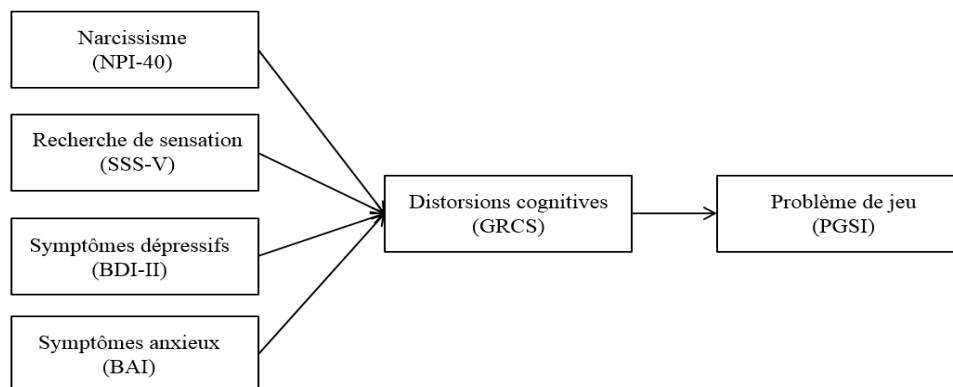 Narcissisme
(NPI-40)
Recherche de sensation
(SSS-V)
Symptômes dépressifs
(BDI-II)
Symptômes anxieux
(BAI)
Distorsions cognitives
(GRCS)
Problème de jeu
(PGSI)